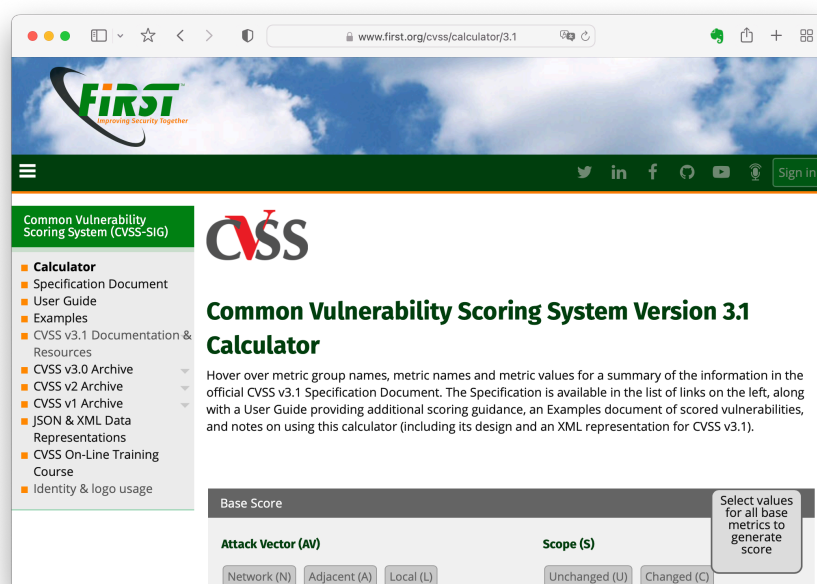 www.first.org/cvss/calculator/3.1
FIRST
Improving Security Together
Sign in
Common Vulnerability
Scoring System (CVSS-SIG)
Calculator
Specification Document
User Guide
Examples
CVSS v3.1 Documentation &
Resources
CVSS v3.0 Archive
CVSS v2 Archive
CVSS v1 Archive
JSON & XML Data
Representations
CVSS On-Line Training
Course
Identity & logo usage
CVSS
Common Vulnerability Scoring System Version 3.1
Calculator
Hover over metric group names, metric names and metric values for a summary of the information in the
official CVSS v3.1 Specification Document. The Specification is available in the list of links on the left, along
with a User Guide providing additional scoring guidance, an Examples document of scored vulnerabilities,
and notes on using this calculator (including its design and an XML representation for CVSS v3.1).
Base Score
Select values
for all base
metrics to
generate
score
Attack Vector (AV)
Network (N) Adjacent (A) Local (L)
Scope (S)
Unchanged (U) Changed (C)